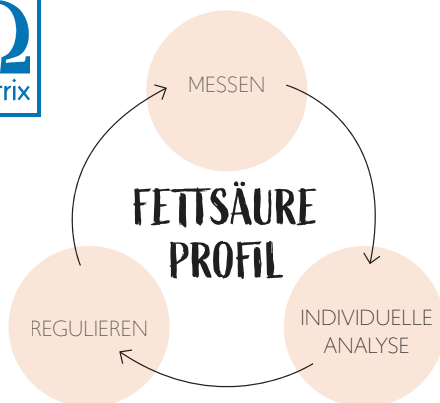 Ω
rix
MESSEN
FETTSÄURE
PROFIL
INDIVIDUELLE
ANALYSE
REGULIEREN